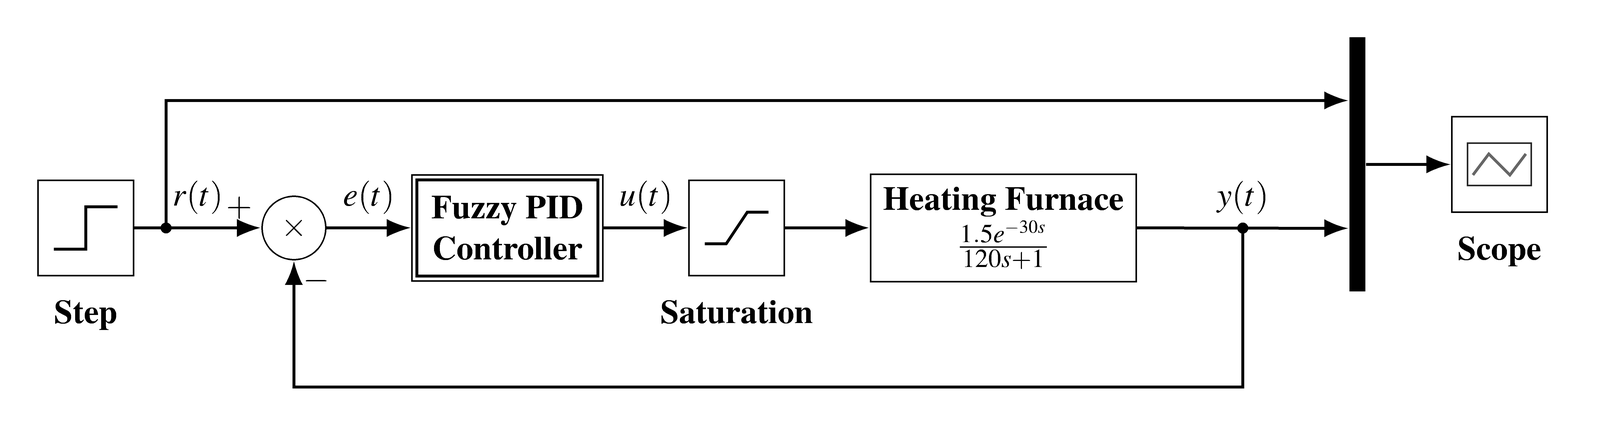 r(t)
+
×
−
e(t)
Fuzzy PID
Controller
u(t)
Heating Furnace
1.5e^{-30s}
120s+1
y(t)
Step
Saturation
Scope